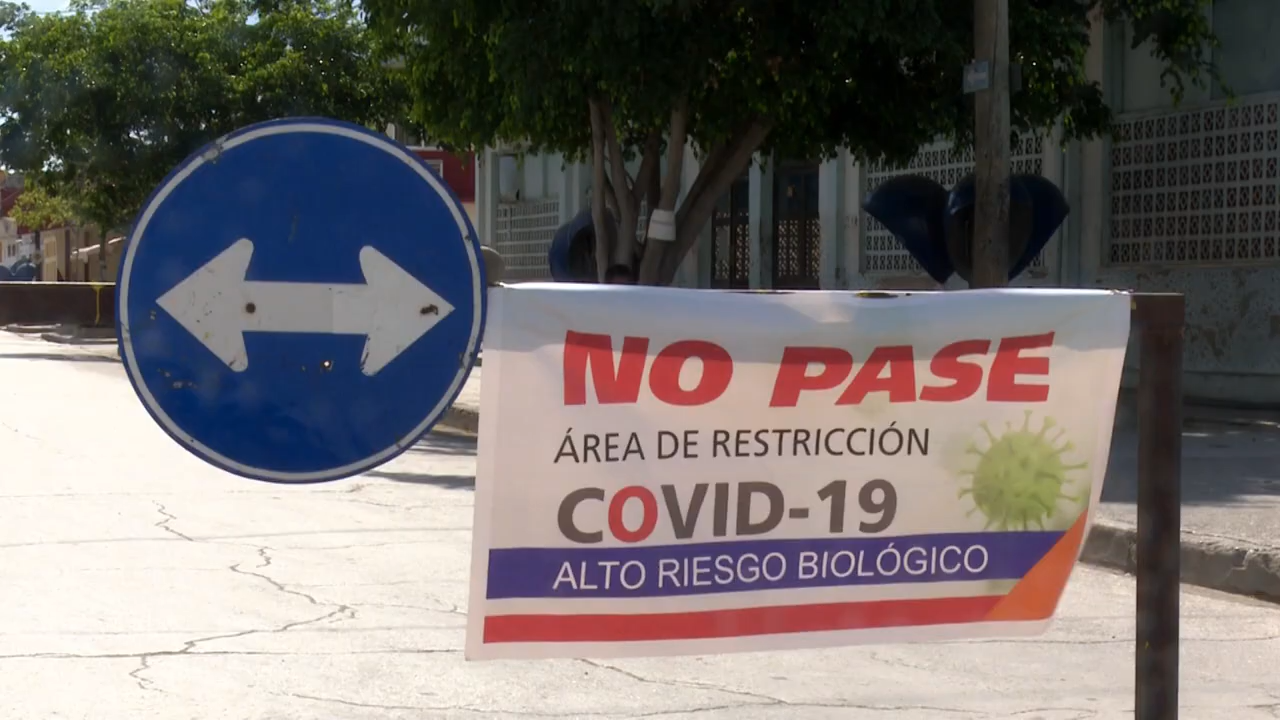 NO PASE
ÁREA DE RESTRICCIÓN
COVID-19
ALTO RIESGO BIOLÓGICO